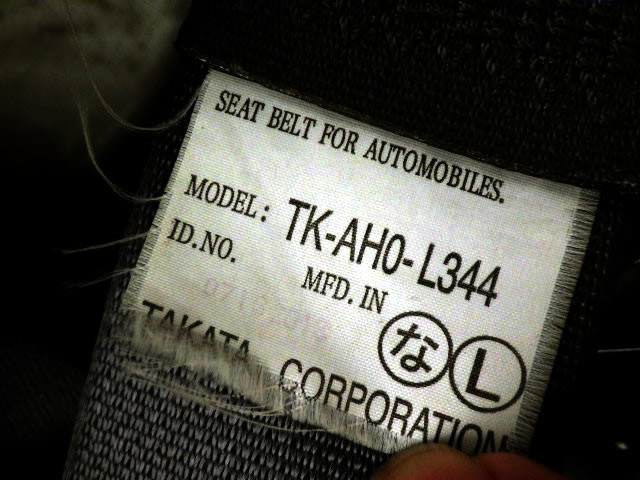 SEAT BELT FOR AUTOMOBILES.
MODEL: TK-AH0-L344
ID.NO. MFD. IN
な L
TAKATA CORPORATION